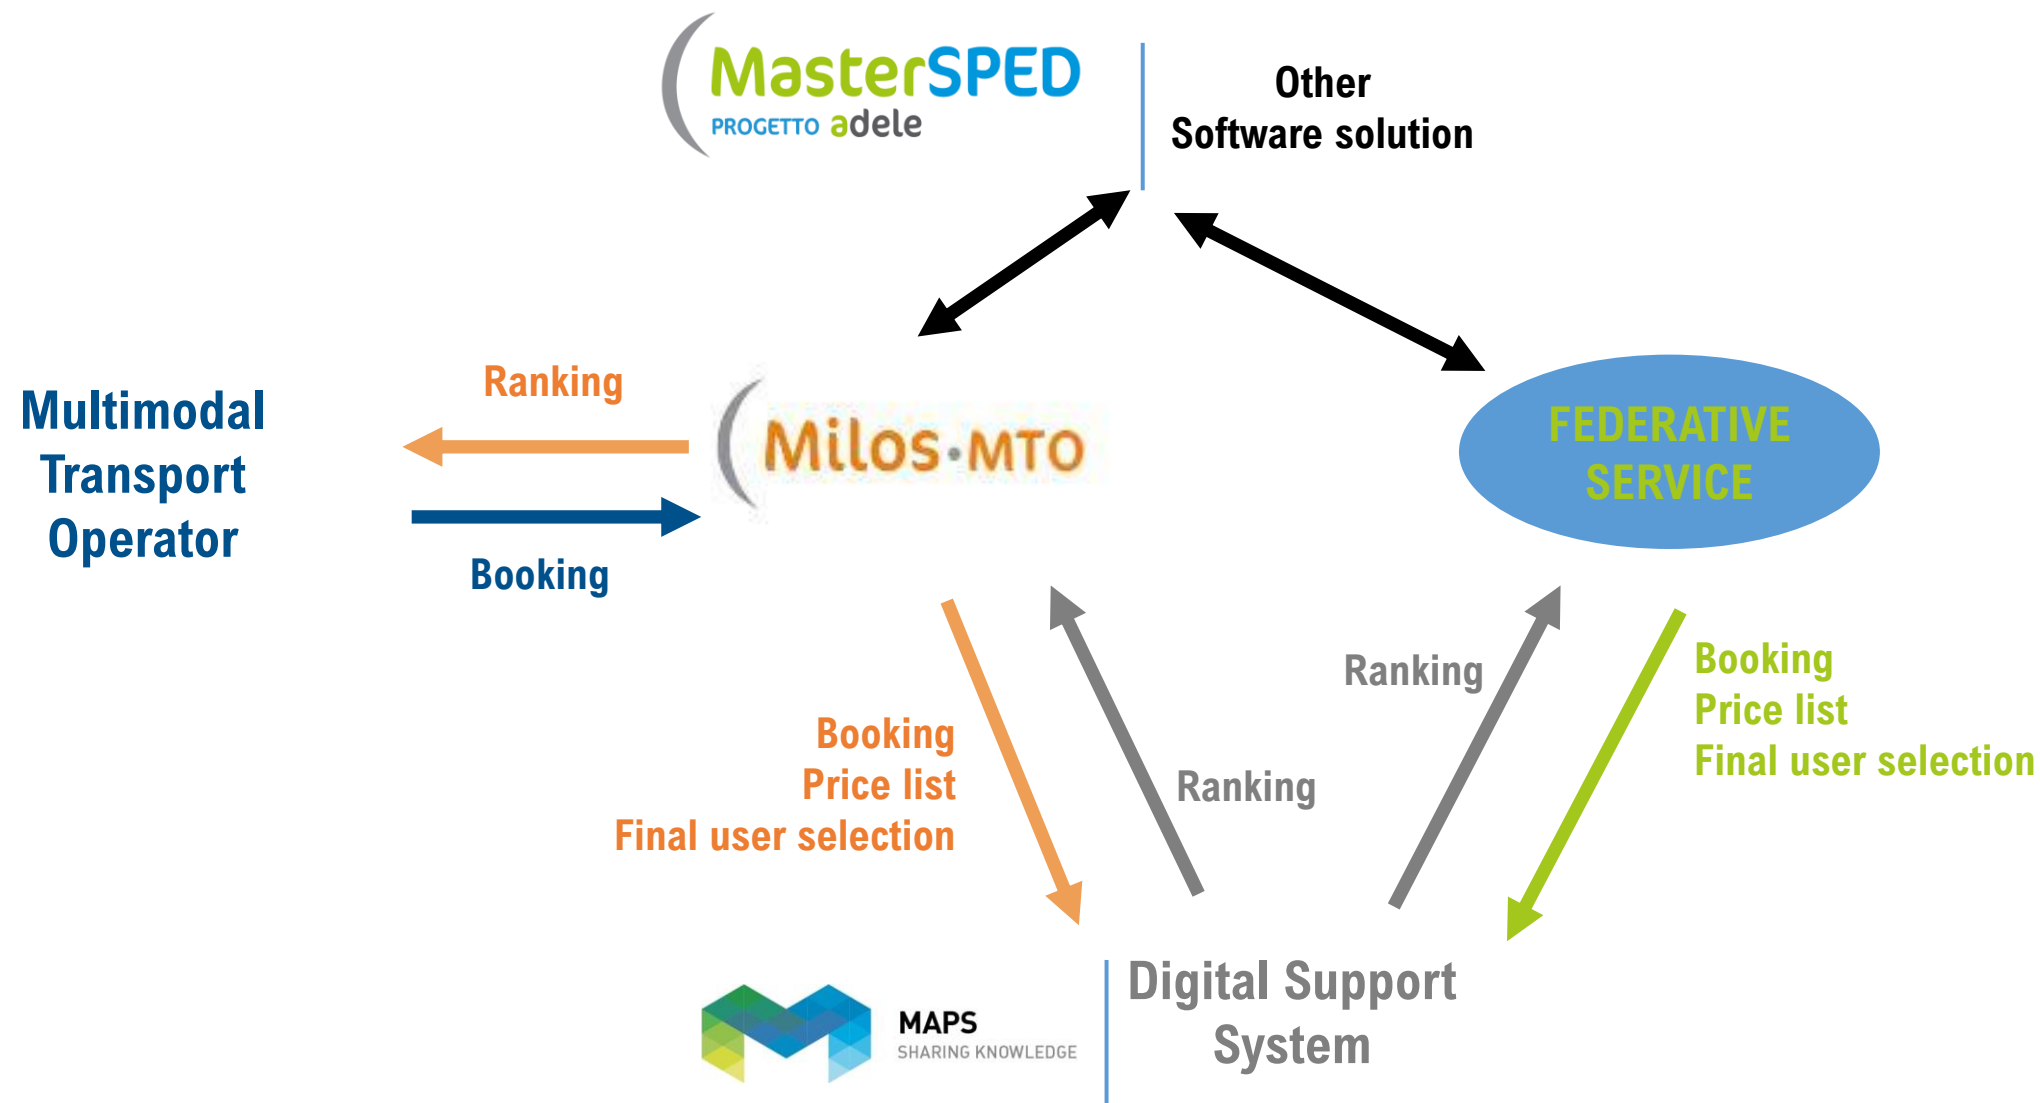 MasterSPED
PROGETTO adele
Other
Software solution
Ranking
Multimodal
Transport
Operator
Booking
Milos·MTO
FEDERATIVE
SERVICE
Booking
Price list
Final user selection
Ranking
Ranking
Booking
Price list
Final user selection
MAPS
SHARING KNOWLEDGE
Digital Support
System